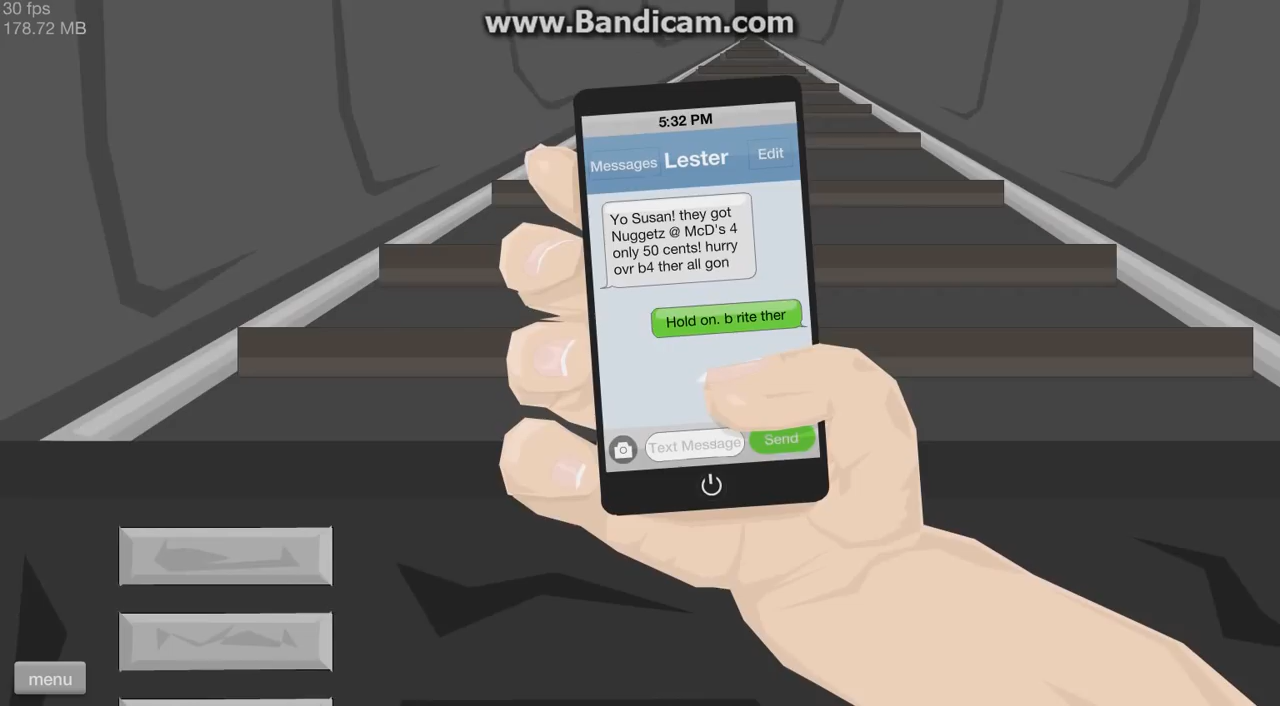 30 fps
178.72 MB
www.Bandicam.com
5:32 PM
Messages Lester Edit
Yo Susan! they got
Nuggetz @ McD's 4
only 50 cents! hurry
ovr b4 ther all gon
Hold on. b rite ther
Text Message Send
menu